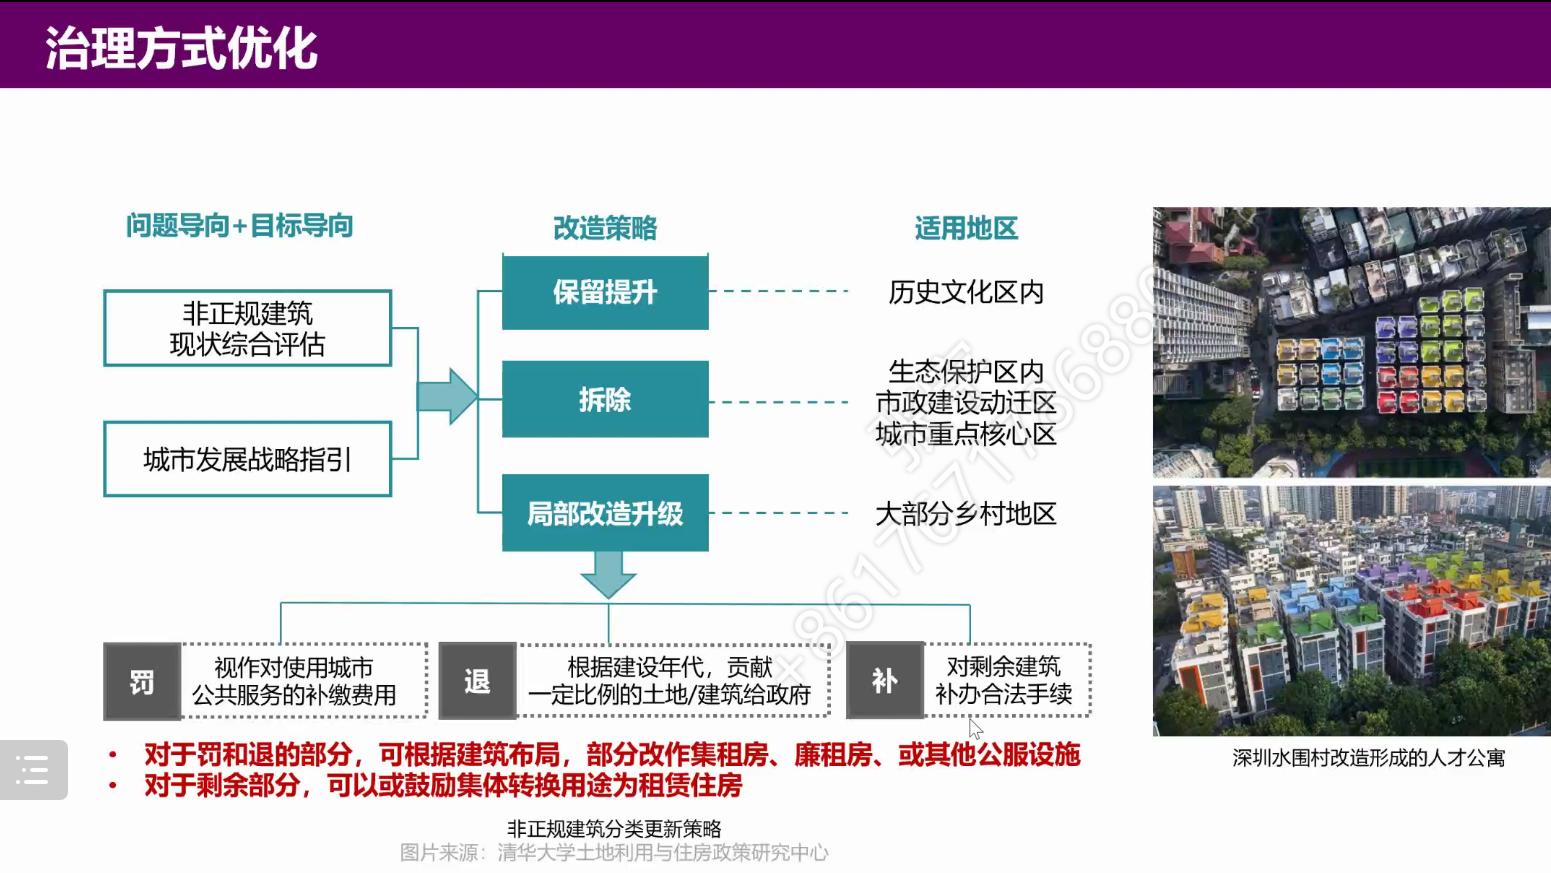 治理方式优化
问题导向+目标导向
改造策略
适用地区
非正规建筑
现状综合评估
城市发展战略指引
保留提升
历史文化区内
拆除
生态保护区内
市政建设动迁区
城市重点核心区
局部改造升级
大部分乡村地区
罚
视作对使用城市
公共服务的补缴费用
退
根据建设年代，贡献
一定比例的土地/建筑给政府
补
对剩余建筑
补办合法手续
• 对于罚和退的部分，可根据建筑布局，部分改作集租房、廉租房、或其他公服设施
• 对于剩余部分，可以或鼓励集体转换用途为租赁住房
非正规建筑分类更新策略
图片来源：清华大学土地利用与住房政策研究中心
深圳水围村改造形成的人才公寓